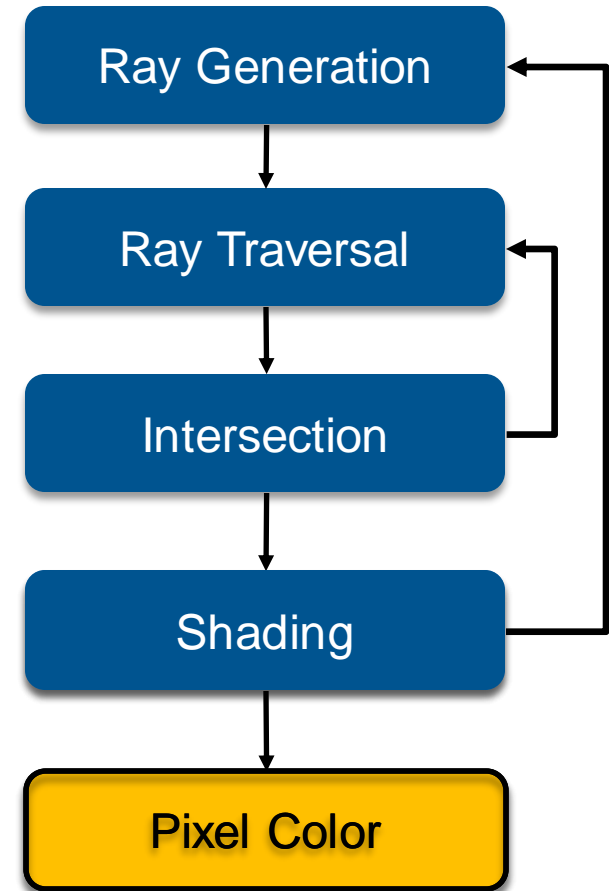 Ray Generation
Ray Traversal
Intersection
Shading
Pixel Color